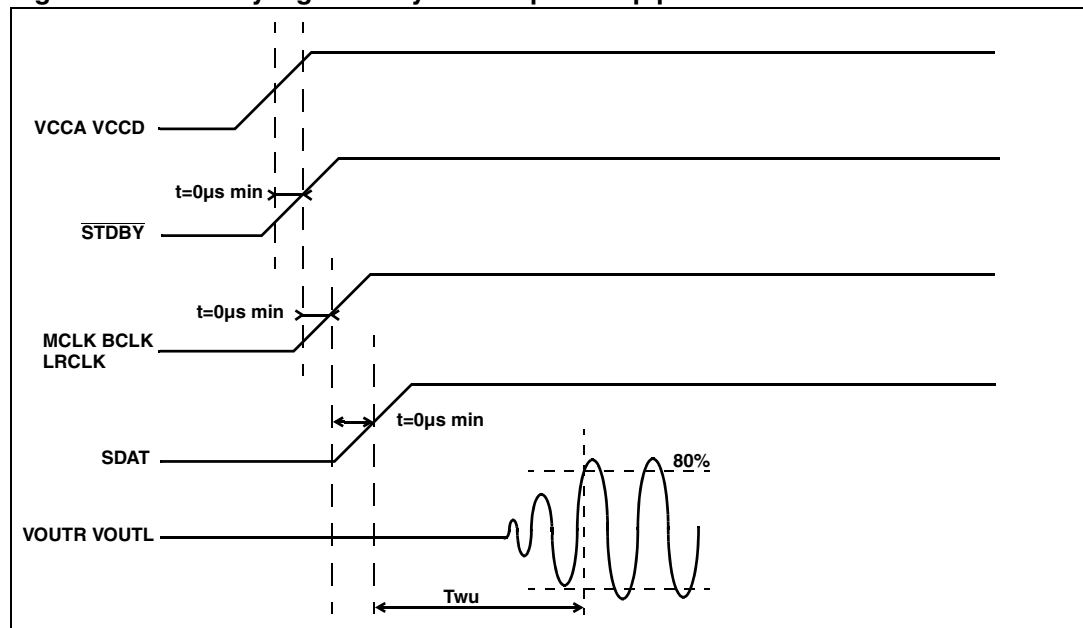 VCCA VCCD
t=0µs min
STDBY
t=0µs min
MCLK BCLK
LRCLK
t=0µs min
SDAT
80%
VOUTR VOUTL
Twu